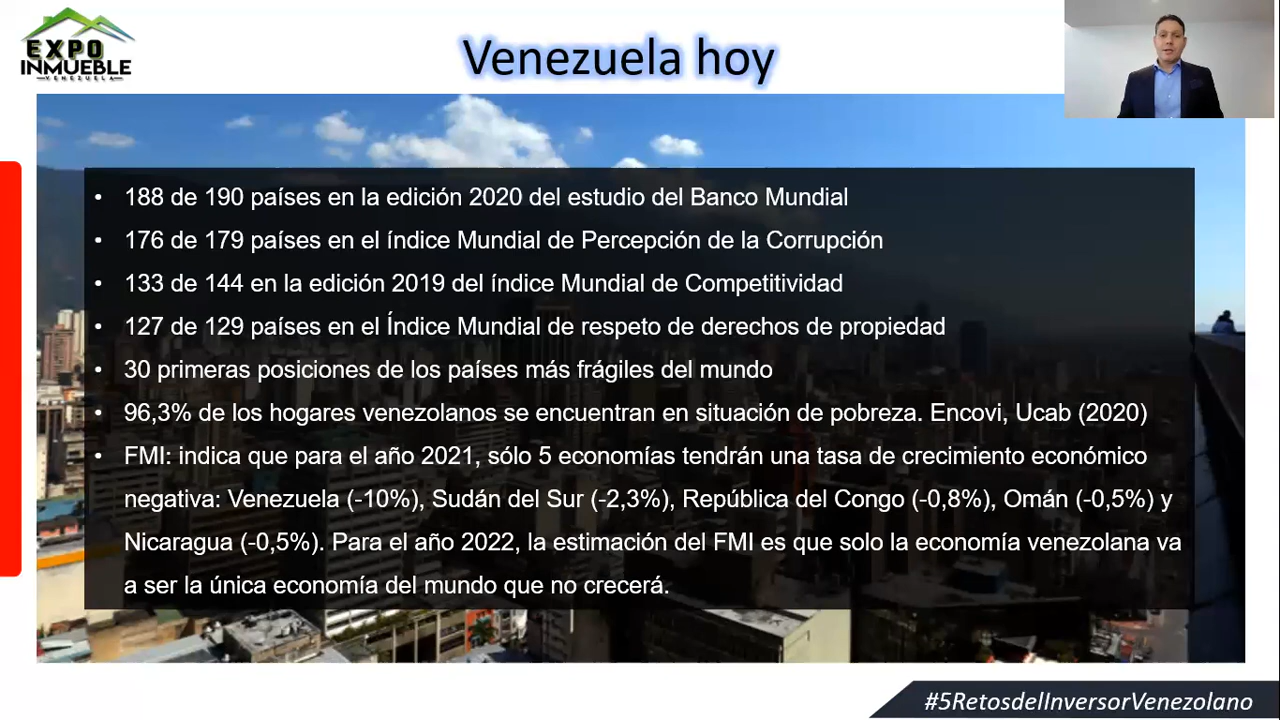 EXPO
INMUEBLE
VENEZUELA
Venezuela hoy
• 188 de 190 países en la edición 2020 del estudio del Banco Mundial
• 176 de 179 países en el índice Mundial de Percepción de la Corrupción
• 133 de 144 en la edición 2019 del índice Mundial de Competitividad
• 127 de 129 países en el Índice Mundial de respeto de derechos de propiedad
• 30 primeras posiciones de los países más frágiles del mundo
• 96,3% de los hogares venezolanos se encuentran en situación de pobreza. Encovi, Ucab (2020)
• FMI: indica que para el año 2021, sólo 5 economías tendrán una tasa de crecimiento económico
negativa: Venezuela (-10%), Sudán del Sur (-2,3%), República del Congo (-0,8%), Omán (-0,5%) y
Nicaragua (-0,5%). Para el año 2022, la estimación del FMI es que solo la economía venezolana va
a ser la única economía del mundo que no crecerá.
#5RetosdelInversorVenezolano